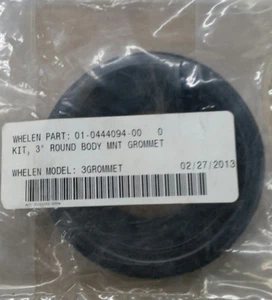 WHELEN PART: 01-0444094-00 0
KIT, 3" ROUND BODY MNT GROMMET
WHELEN MODEL: 3GROMMET 02/27/2013